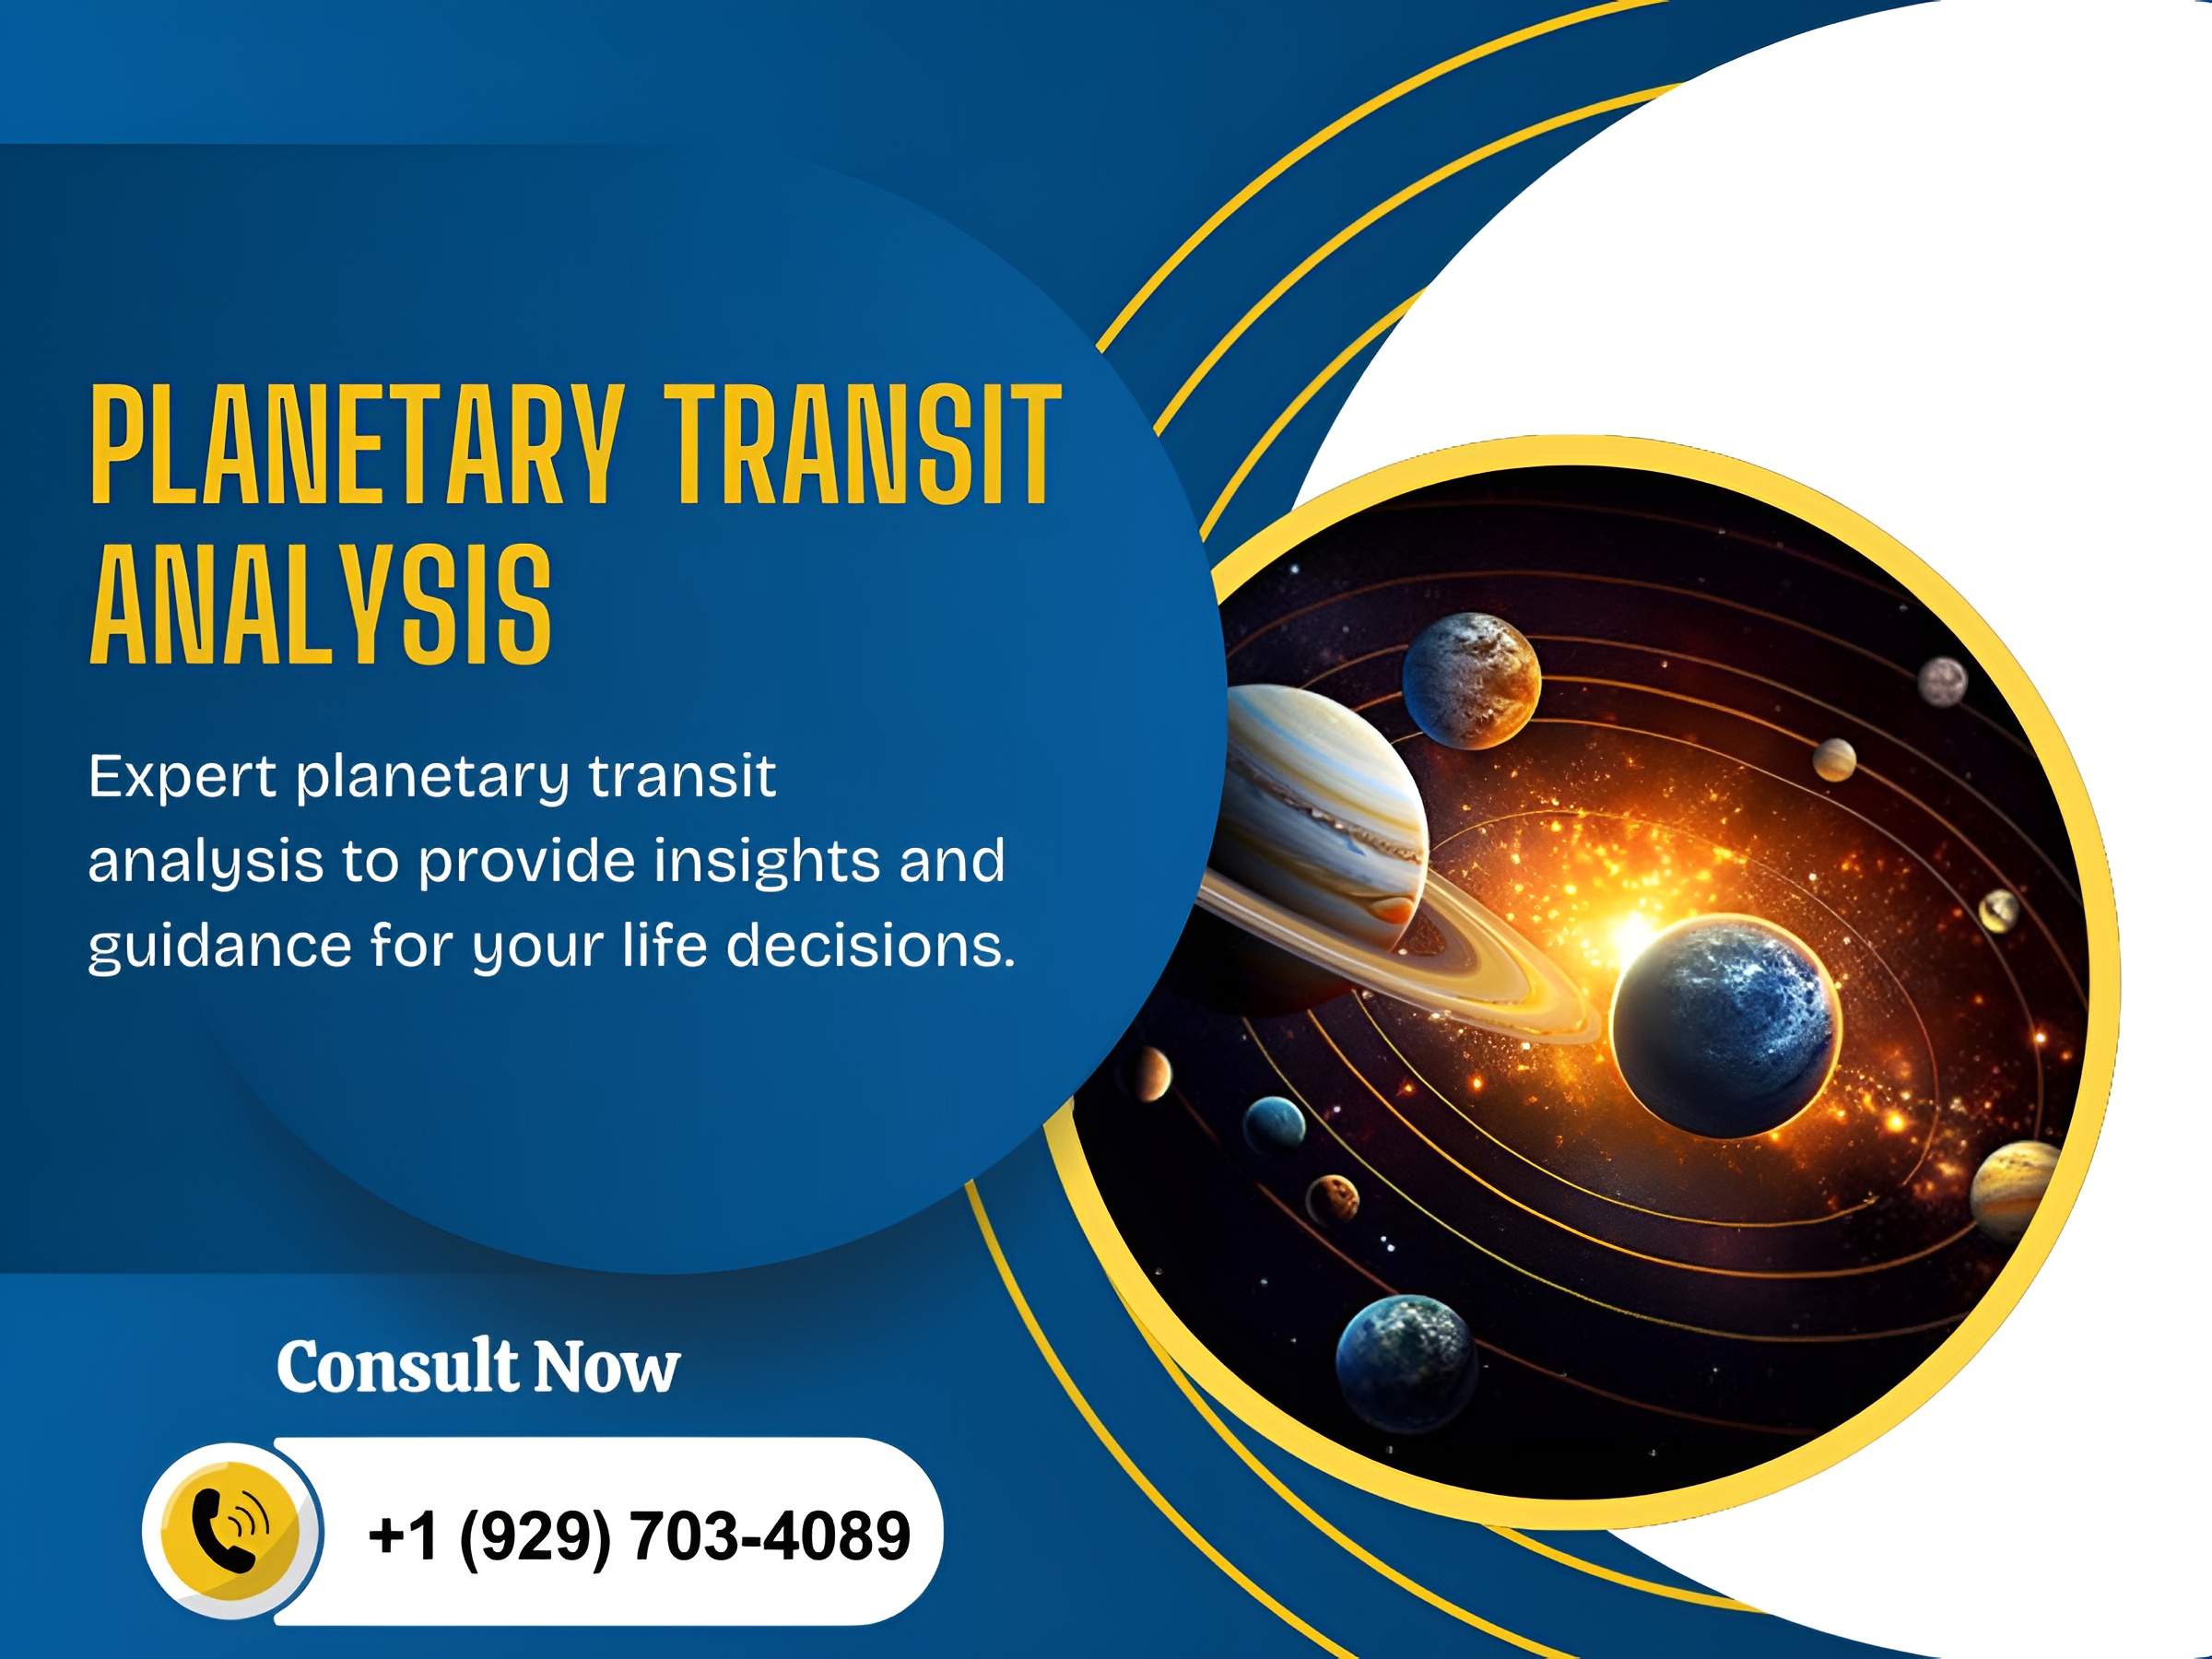 PLANETARY TRANSIT
ANALYSIS
Expert planetary transit
analysis to provide insights and
guidance for your life decisions.
Consult Now
+1 (929) 703-4089